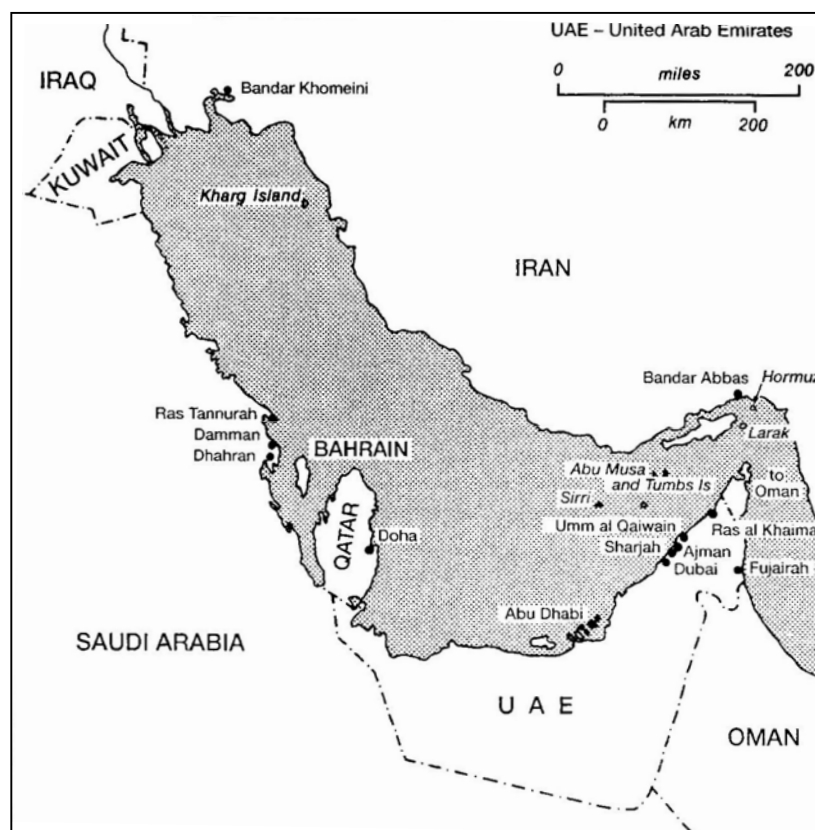 UAE – United Arab Emirates
0 miles 200
0 km 200
IRAQ
Bandar Khomeini
KUWAIT
Kharg Island
IRAN
Bandar Abbas
Hormuz
Larak
Ras Tannurah
Damman
Dhahran
BAHRAIN
Abu Musa
and Tumbs Is
to
Oman
Sirri
QATAR
Doha
Umm al Qaiwain
Ras al Khaima
Sharjah
Ajman
Dubai
Fujairah
Abu Dhabi
SAUDI ARABIA
U A E
OMAN